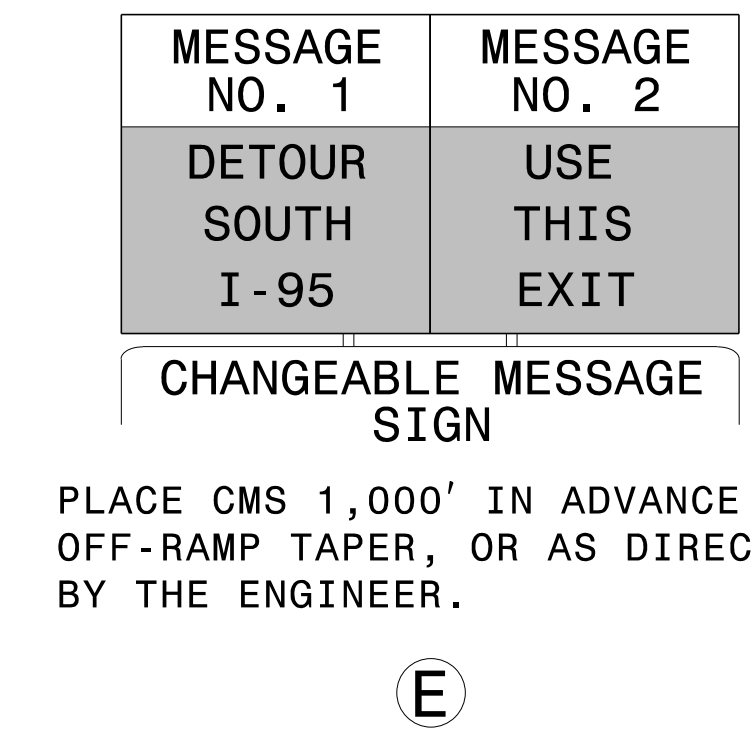 MESSAGE NO. 1
MESSAGE NO. 2
DETOUR SOUTH I-95
USE THIS EXIT
CHANGEABLE MESSAGE
SIGN
PLACE CMS 1,000' IN ADVANCE
OFF-RAMP TAPER, OR AS
BY THE ENGINEER.
E